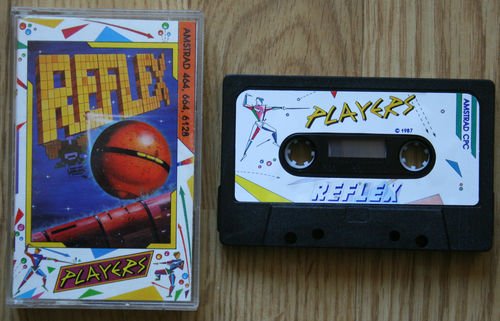 REFLEX
AMSTRAD 464, 664, 6128
PLAYERS
PLAYERS
© 1987
AMSTRAD CPC
REFLEX